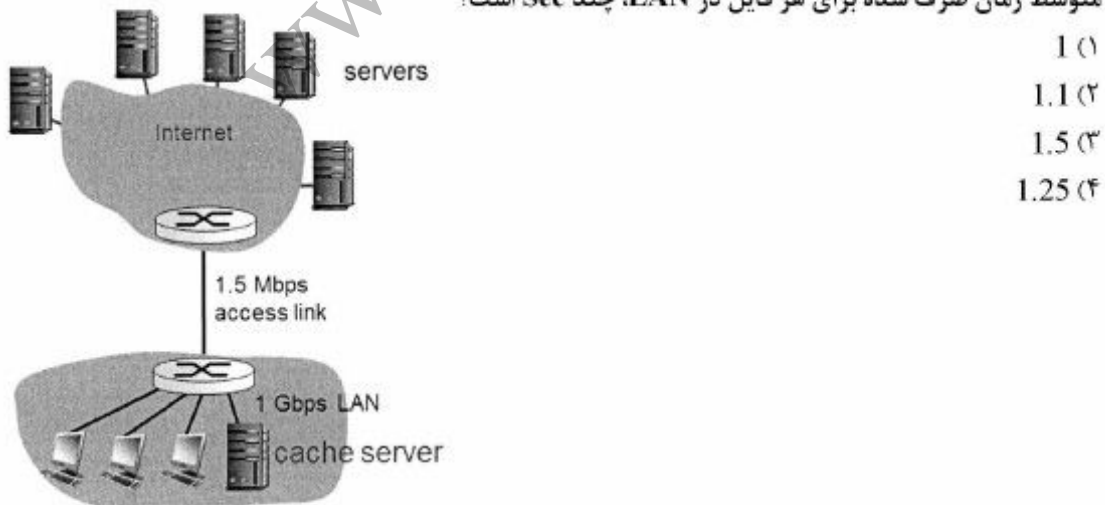 متوسط زمان صرف شده برای هر فایل در LAN، چند Sec است؟
۱) 1
۲) 1.1
۳) 1.5
۴) 1.25
servers
Internet
1.5 Mbps
access link
1 Gbps LAN
cache server